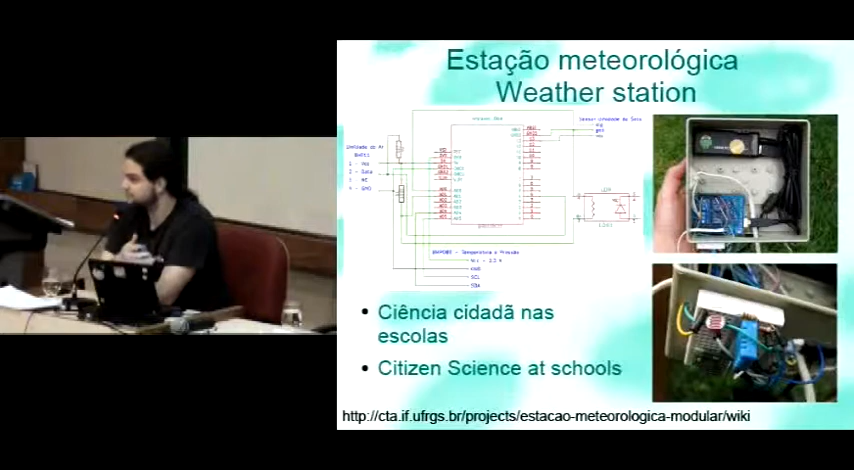 Estação meteorológica
Weather station
• Ciência cidadã nas
escolas
• Citizen Science at schools
http://cta.if.ufrgs.br/projects/estacao-meteorologica-modular/wiki